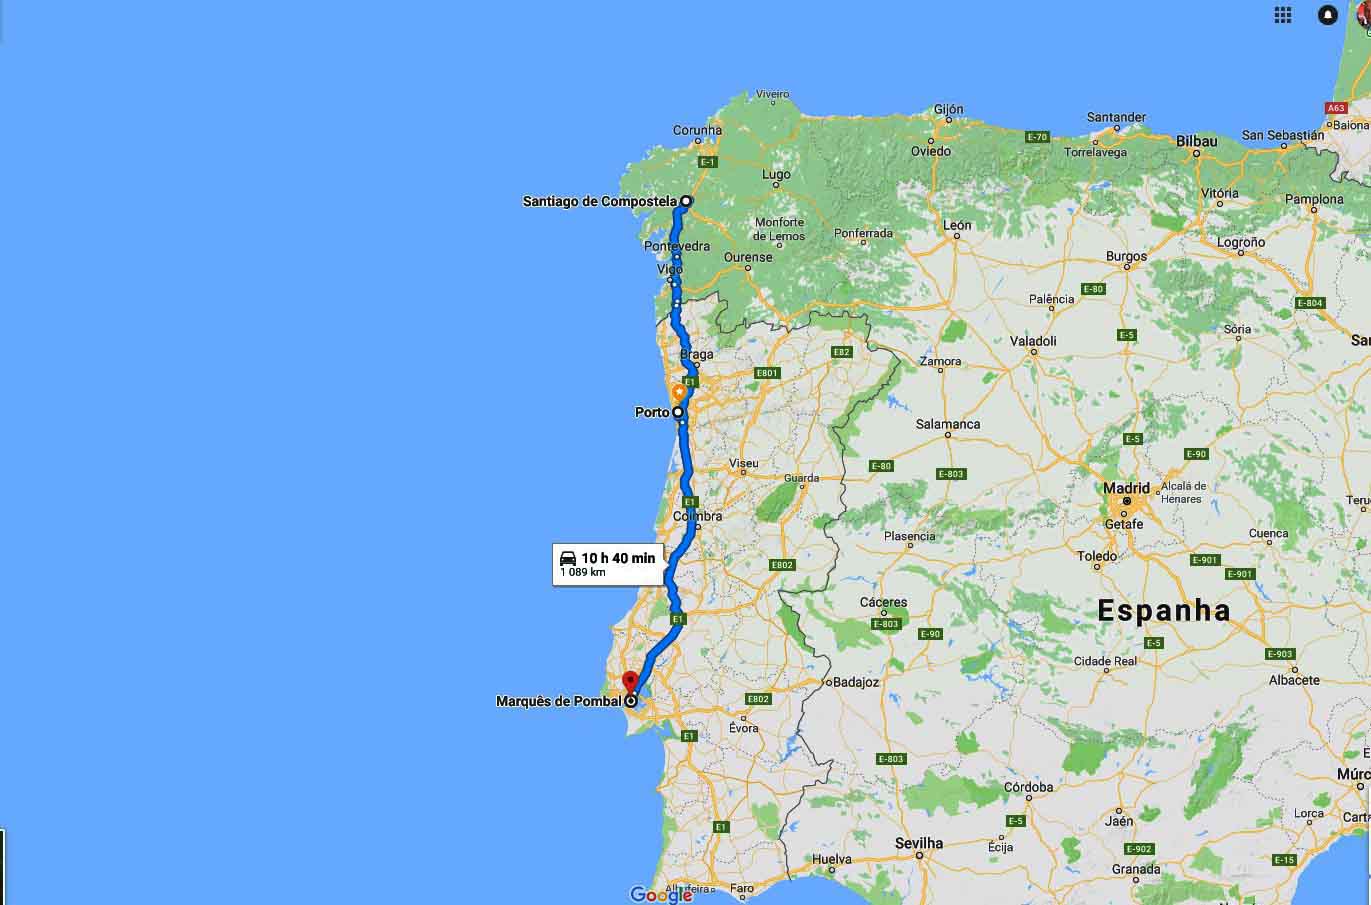 Viveiro
Gijón
A63
Santander
Baiona
Corunha
E-70
San Sebastián
Bilbau
Oviedo
Torrelavega
E-1
Lugo
Vitória
Pamplona
Santiago de Compostela
Monforte
de Lemos
León
Ponferrada
Logroño
Pontevedra
Ourense
Burgos
Vigo
E-80
Palência
E-804
Sória
E-5
Valadoli
Braga
E82
Zamora
E801
E1
Porto
Salamanca
E-5
E-90
Viseu
E-80
E-803
Guarda
Madrid
Alcalá de
Henares
E1
Coimbra
Getafe
Cuenca
Plasencia
10 h 40 min
1 089 km
Toledo
E-901
E802
E-901
Cáceres
Espanha
E1
E-803
E-90
E-5
E-903
Cidade Real
Albacete
Badajoz
Marquês de Pombal
E802
Évora
E1
E-803
Córdoba
Múrc
Lorca
Cart
E-5
Jaén
E1
Sevilha
Écija
E-902
Huelva
E-15
Granada
Albufeira
Faro
Google